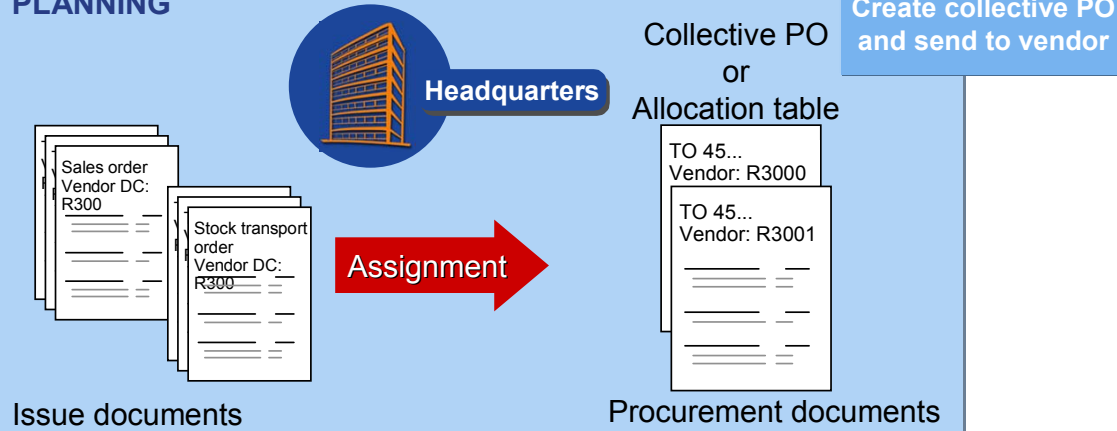 PLANNING
Create collective PO
and send to vendor
Headquarters
Collective PO
or
Allocation table
Sales order
Vendor DC:
R300
Stock transport
order
Vendor DC:
R300
Assignment
TO 45...
Vendor: R3000
TO 45...
Vendor: R3001
Issue documents
Procurement documents